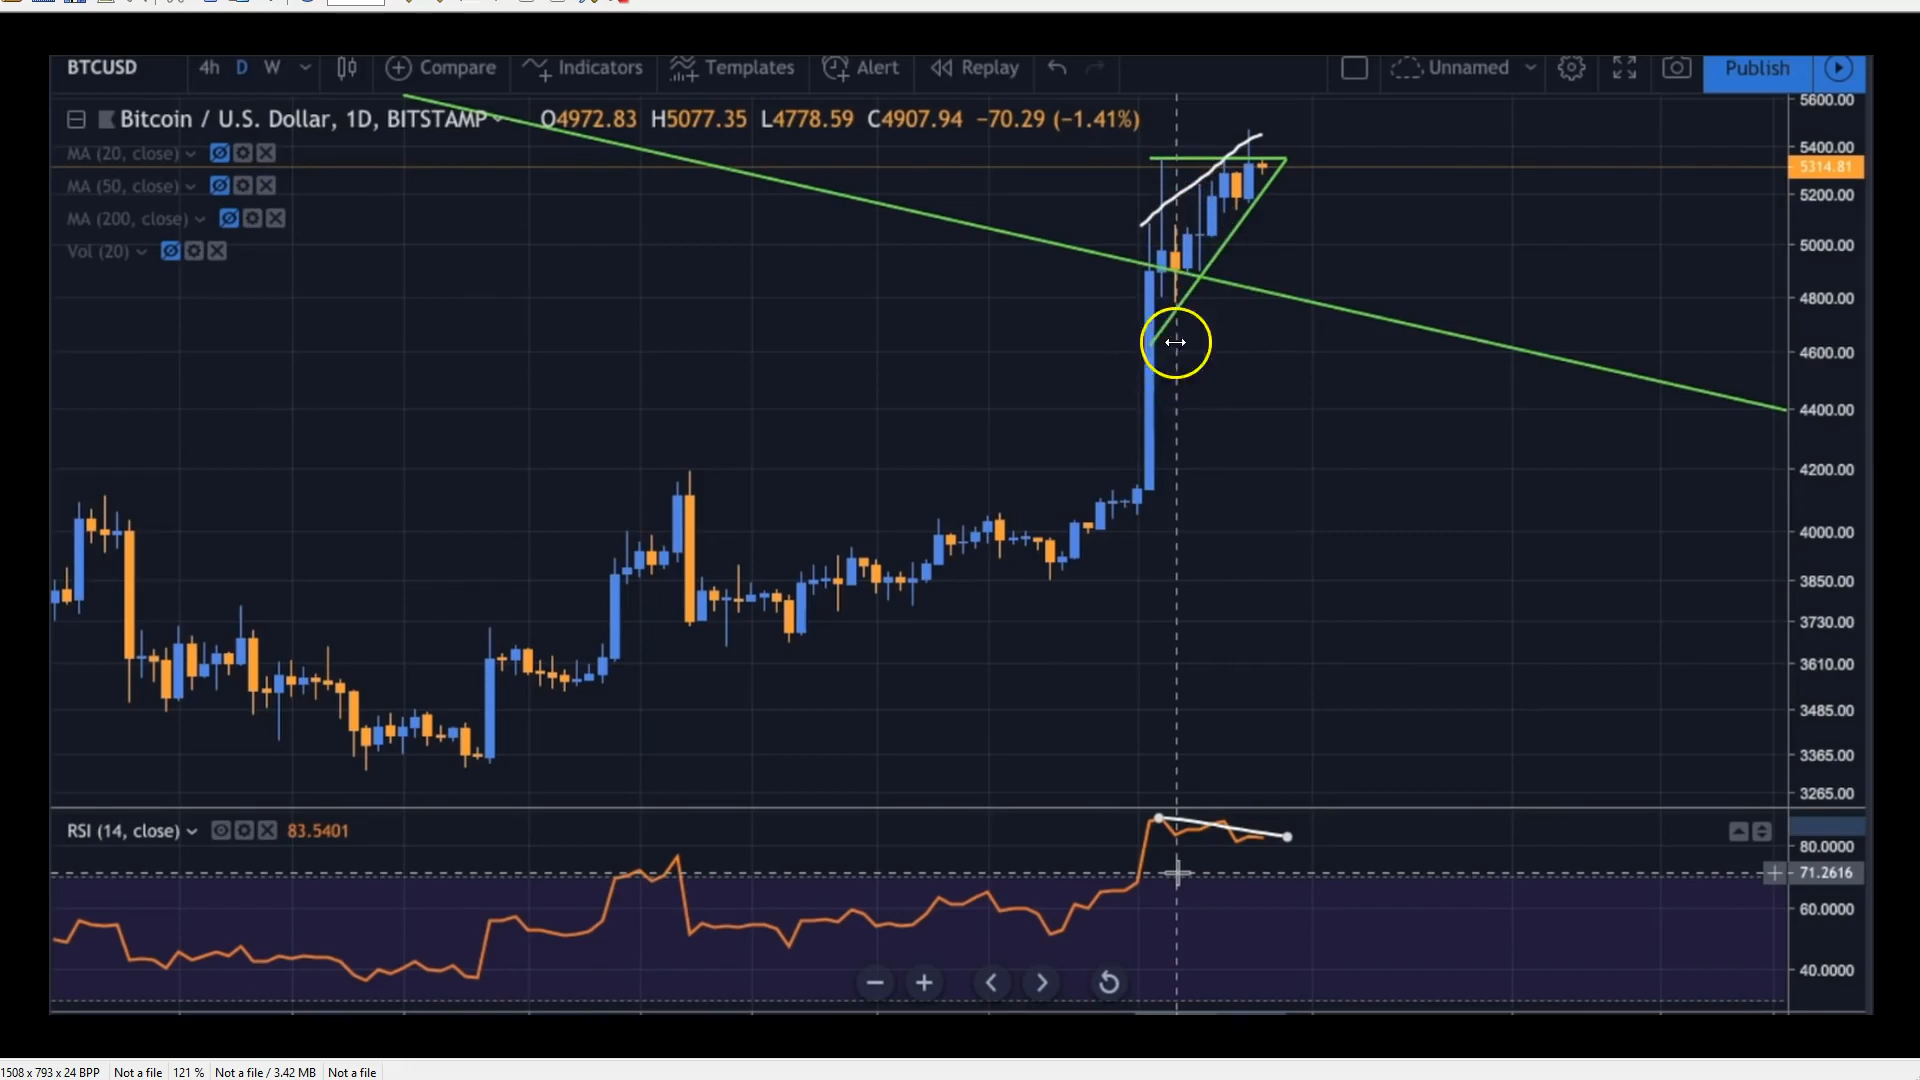 BTCUSD 4h D W Compare Indicators Templates Alert Replay Unnamed Publish
Bitcoin / U.S. Dollar, 1D, BITSTAMP O4972.83 H5077.35 L4778.59 C4907.94 −70.29 (−1.41%)
MA (20, close)
MA (50, close)
MA (200, close)
Vol (20)
5600.00
5400.00
5314.81
5200.00
5000.00
4800.00
4600.00
4400.00
4200.00
4000.00
3850.00
3730.00
3610.00
3485.00
3365.00
3265.00
RSI (14, close) 83.5401
80.0000
71.2616
60.0000
40.0000
1508 x 793 x 24 BPP Not a file 121 % Not a file / 3.42 MB Not a file